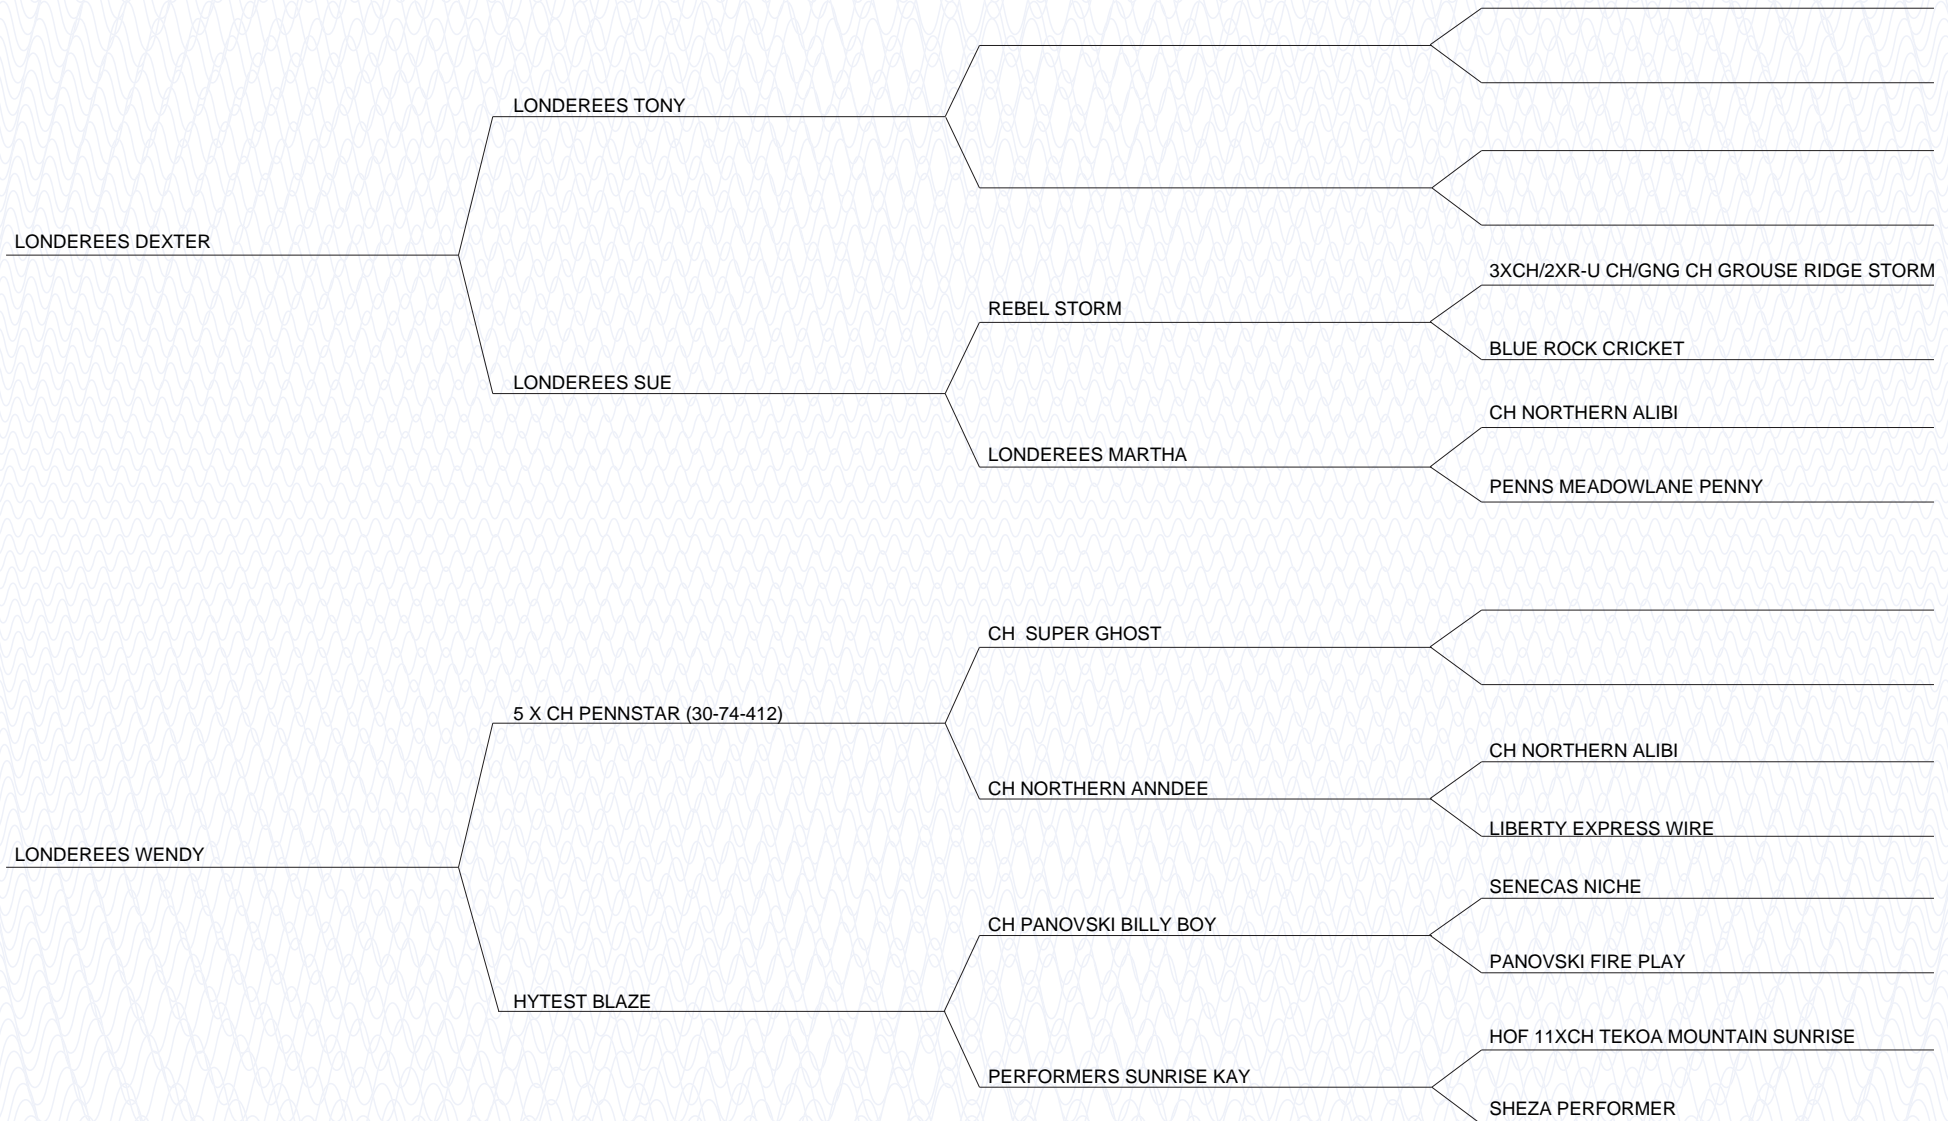 LONDEREES TONY
LONDEREES DEXTER
3XCH/2XR-U CH/GNG CH GROUSE RIDGE STORM
REBEL STORM
BLUE ROCK CRICKET
LONDEREES SUE
CH NORTHERN ALIBI
LONDEREES MARTHA
PENNS MEADOWLANE PENNY
CH  SUPER GHOST
5 X CH PENNSTAR (30-74-412)
CH NORTHERN ALIBI
CH NORTHERN ANNDEE
LIBERTY EXPRESS WIRE
LONDEREES WENDY
SENECAS NICHE
CH PANOVSKI BILLY BOY
PANOVSKI FIRE PLAY
HYTEST BLAZE
HOF 11XCH TEKOA MOUNTAIN SUNRISE
PERFORMERS SUNRISE KAY
SHEZA PERFORMER